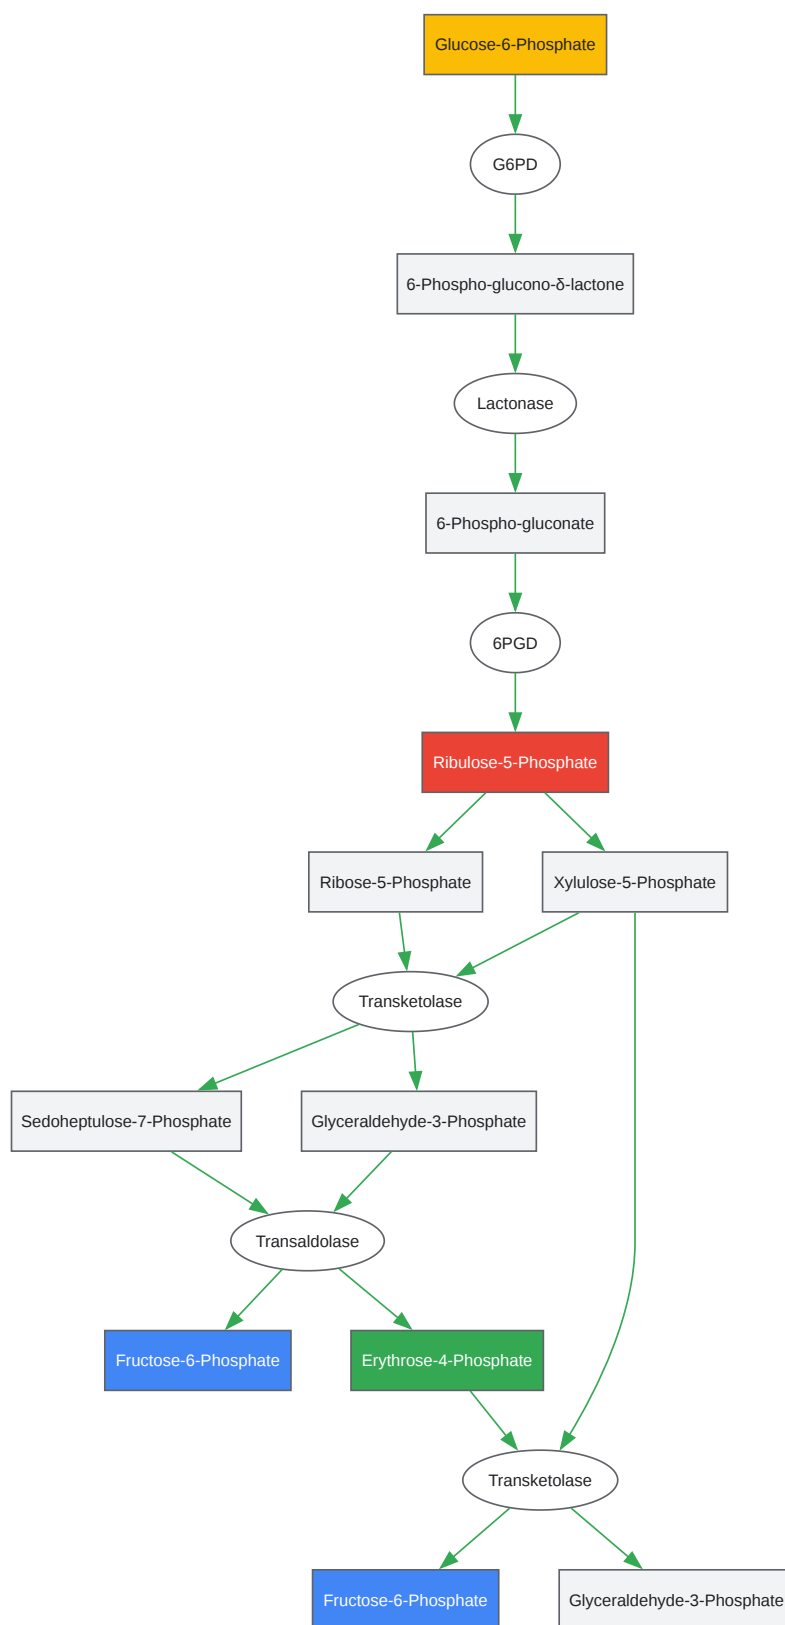 Glucose-6-Phosphate
G6PD
6-Phospho-glucono-δ-lactone
Lactonase
6-Phospho-gluconate
6PGD
Ribulose-5-Phosphate
Ribose-5-Phosphate
Xylulose-5-Phosphate
Transketolase
Sedoheptulose-7-Phosphate
Glyceraldehyde-3-Phosphate
Transaldolase
Fructose-6-Phosphate
Erythrose-4-Phosphate
Transketolase
Fructose-6-Phosphate
Glyceraldehyde-3-Phosphate